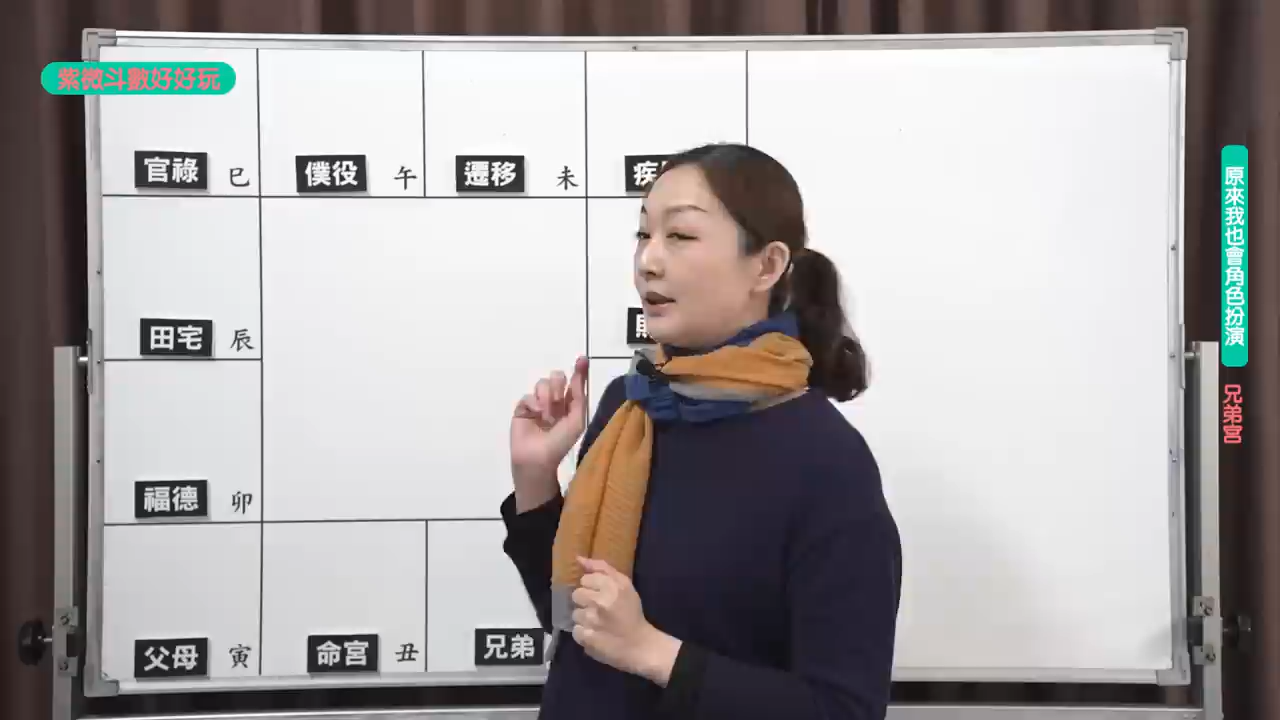 紫微斗數好好玩
官祿 巳
僕役 午
遷移 未
疾
田宅 辰
福德 卯
父母 寅
命宮 丑
兄弟
原來我也會角色扮演
兄弟宮